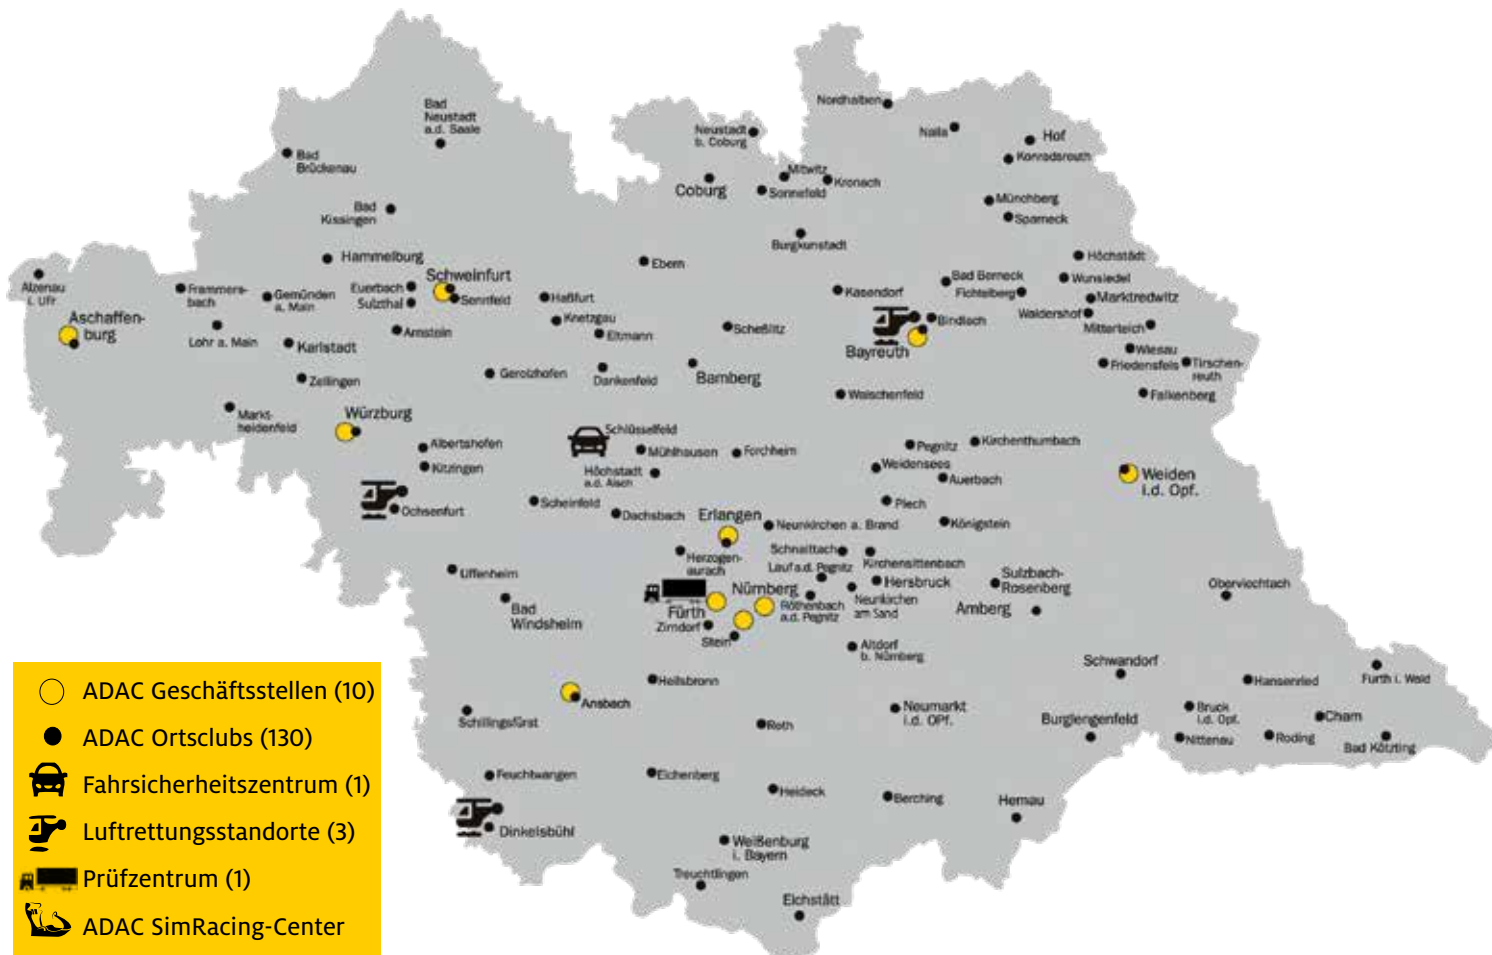 Nordhalben
Bad
Neustadt
a.d. Saale
Neustadt
b. Coburg
Naila
Hof
Konradsreuth
Bad
Brückenau
Mitwitz
Kronach
Coburg
Sonnefeld
Münchberg
Sparneck
Bad
Kissingen
Burgkunstadt
Hammelburg
Ebern
Höchstädt
Schweinfurt
Alzenau
i. Ufr
Frammers-
bach
Gemünden
a. Main
Euerbach
Sulzthal
Sennfeld
Haßfurt
Kasendorf
Bad Berneck
Fichtelberg
Wunsiedel
Marktredwitz
Aschaffen-
burg
Lohr a. Main
Karlstadt
Arnstein
Knetzgau
Eltmann
Scheßlitz
Bindlach
Bayreuth
Waldershof
Mitterteich
Wiesau
Friedenfels
Tirschen-
reuth
Zellingen
Gerolzhofen
Dankenfeld
Bamberg
Waischenfeld
Falkenberg
Markt-
heidenfeld
Würzburg
Schlüsselfeld
Albertshofen
Kitzingen
Mühlhausen
Forchheim
Höchstadt
a.d. Aisch
Pegnitz
Kirchenthumbach
Weidensees
Auerbach
Weiden
i.d. Opf.
Ochsenfurt
Scheinfeld
Dachsbach
Erlangen
Neunkirchen a. Brand
Plech
Königstein
Herzogen-
aurach
Schnaittach
Lauf a.d. Pegnitz
Kirchensittenbach
Hersbruck
Uffenheim
Bad
Windsheim
Nürnberg
Fürth
Zirndorf
Stein
Röthenbach
a.d. Pegnitz
Neunkirchen
am Sand
Sulzbach-
Rosenberg
Amberg
Oberviechtach
Altdorf
b. Nürnberg
Schwandorf
Hansenried
Furth i. Wald
Heilsbronn
Ansbach
Schillingsfürst
Roth
Neumarkt
i.d. OPf.
Burglengenfeld
Bruck
i.d. Opf.
Nittenau
Cham
Roding
Bad Kötzting
Feuchtwangen
Eichenberg
Heideck
Berching
Hemau
Dinkelsbühl
Weißenburg
i. Bayern
Treuchtlingen
Eichstätt
ADAC Geschäftsstellen (10)
ADAC Ortsclubs (130)
Fahrsicherheitszentrum (1)
Luftrettungsstandorte (3)
Prüfzentrum (1)
ADAC SimRacing-Center